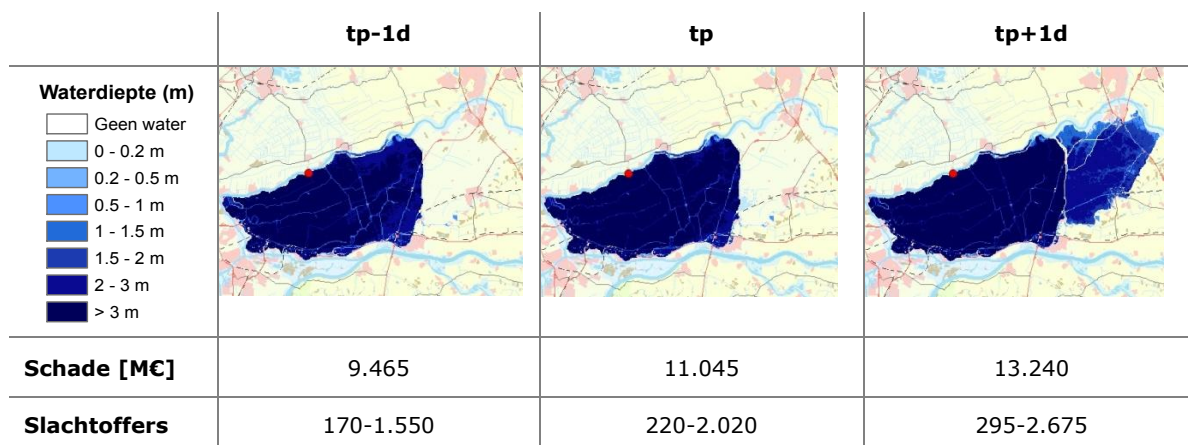 tp-1d tp tp+1d
Waterdiepte (m)
Geen water
0 - 0.2 m
0.2 - 0.5 m
0.5 - 1 m
1 - 1.5 m
1.5 - 2 m
2 - 3 m
> 3 m
Schade [M€] 9.465 11.045 13.240
Slachtoffers 170-1.550 220-2.020 295-2.675